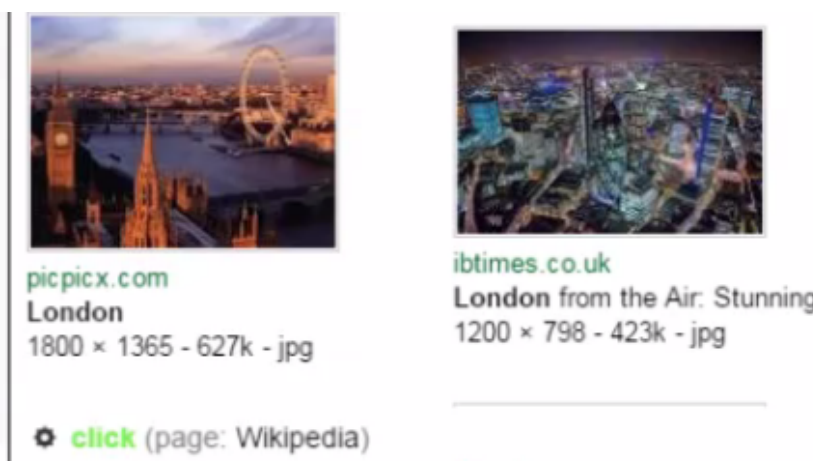 picpicx.com
London
1800 × 1365 - 627k - jpg
ibtimes.co.uk
London from the Air: Stunning
1200 × 798 - 423k - jpg
click (page: Wikipedia)